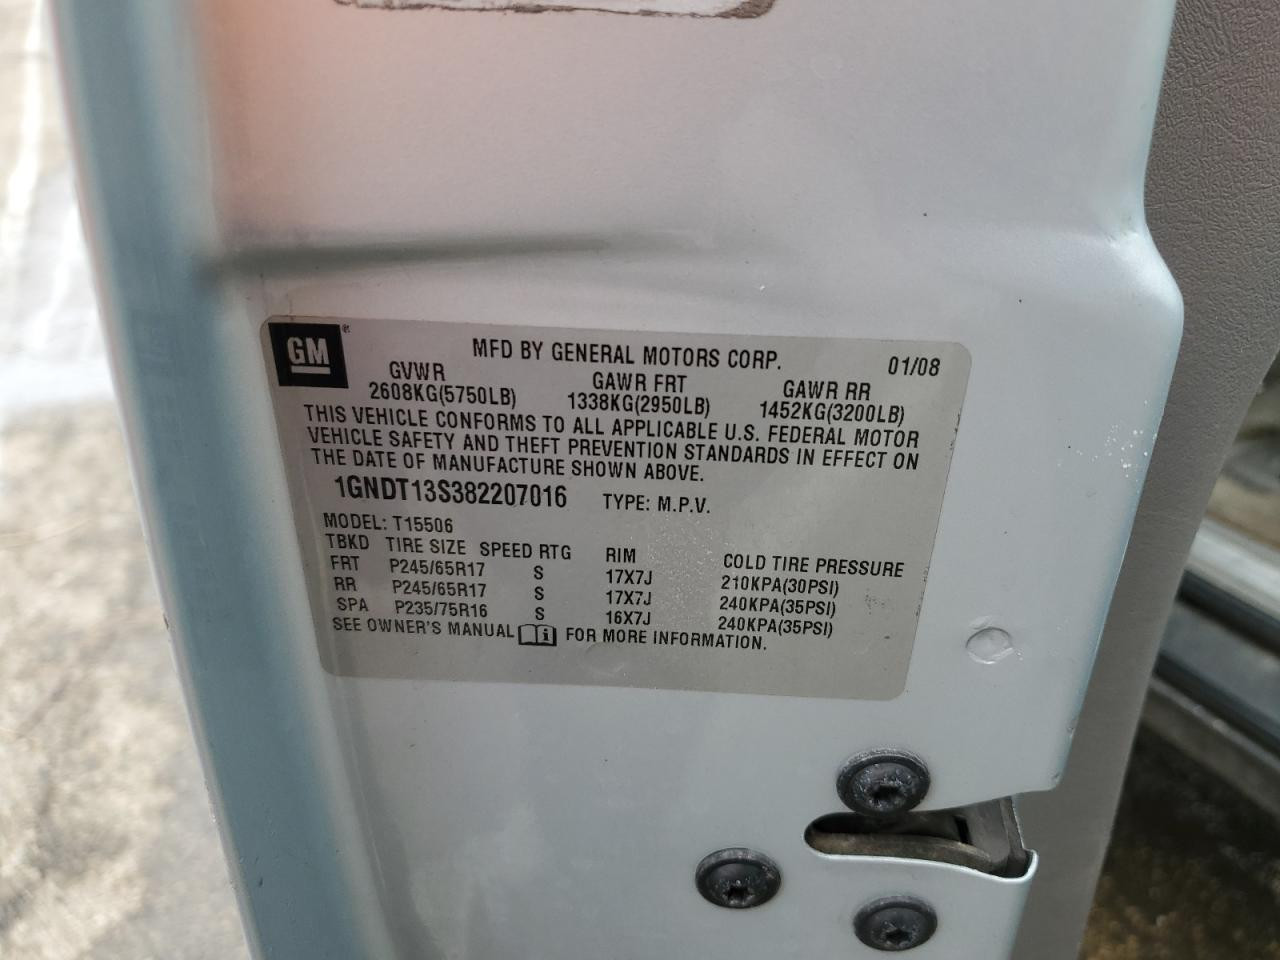 GM® MFD BY GENERAL MOTORS CORP. 01/08
GVWR GAWR FRT GAWR RR
2608KG(5750LB) 1338KG(2950LB) 1452KG(3200LB)
THIS VEHICLE CONFORMS TO ALL APPLICABLE U.S. FEDERAL MOTOR
VEHICLE SAFETY AND THEFT PREVENTION STANDARDS IN EFFECT ON
THE DATE OF MANUFACTURE SHOWN ABOVE.
1GNDT13S382207016 TYPE: M.P.V.
MODEL: T15506
TBKD TIRE SIZE SPEED RTG RIM COLD TIRE PRESSURE
FRT P245/65R17 S 17X7J 210KPA(30PSI)
RR P245/65R17 S 17X7J 240KPA(35PSI)
SPA P235/75R16 S 16X7J 240KPA(35PSI)
SEE OWNER'S MANUAL i FOR MORE INFORMATION.